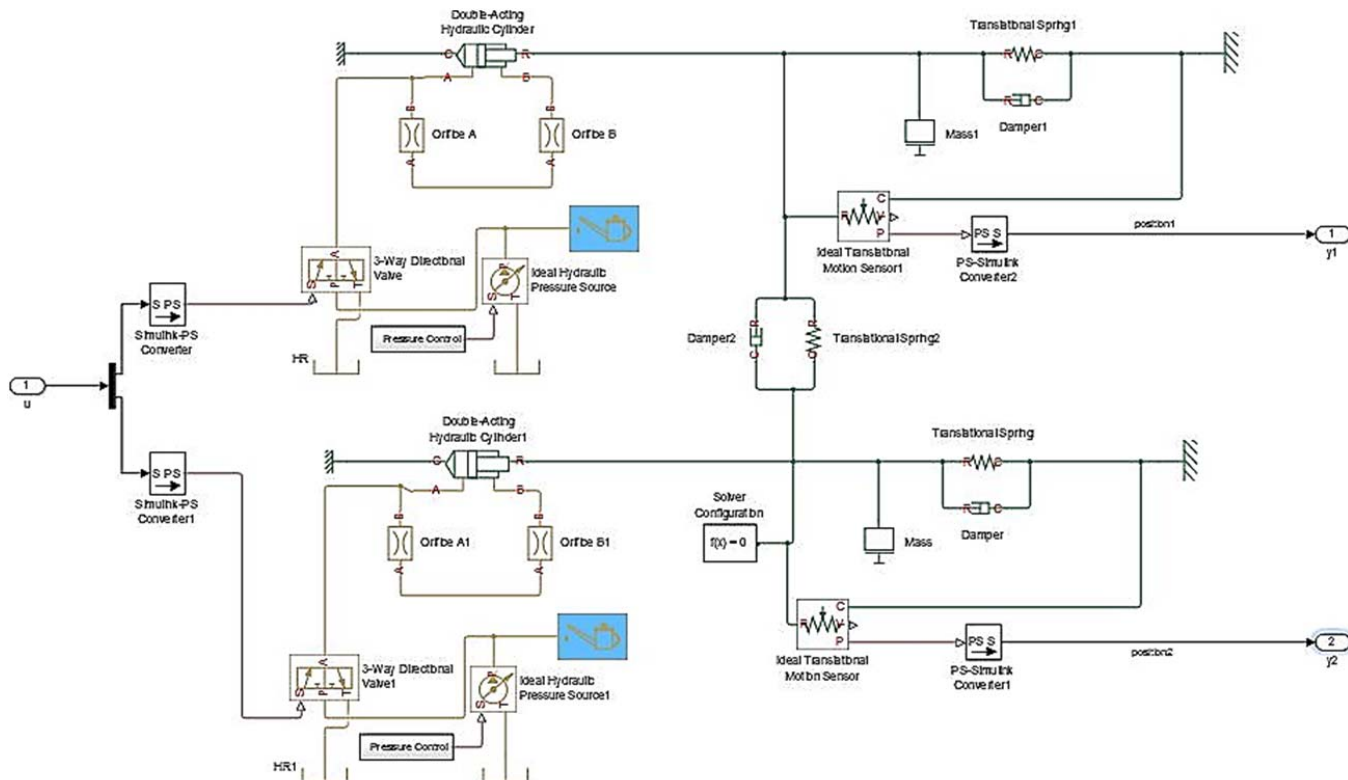 Double-Acting
Hydraulic Cylinder
Translational Spring1
C
R
R
C
A
B
R
C
Damper1
B
B
Orifice A
Orifice B
Mass1
A
A
C
R
V
P
position1
1
y1
Ideal Translational
Motion Sensor1
PS S
PS-Simulink
Converter2
A
3-Way Directional
Valve
S
P
T
P
S
T
Ideal Hydraulic
Pressure Source
S PS
Simulink-PS
Converter
Pressure Control
HR
R
R
Damper2
Translational Spring2
C
C
1
u
Double-Acting
Hydraulic Cylinder1
Translational Spring
C
R
R
C
A
B
R
C
Damper
S PS
Simulink-PS
Converter1
B
B
Orifice A1
Orifice B1
A
A
Solver
Configuration
f(x) = 0
Mass
C
R
V
P
position2
2
y2
Ideal Translational
Motion Sensor
PS S
PS-Simulink
Converter1
A
3-Way Directional
Valve1
S
P
T
P
S
T
Ideal Hydraulic
Pressure Source1
Pressure Control
HR1